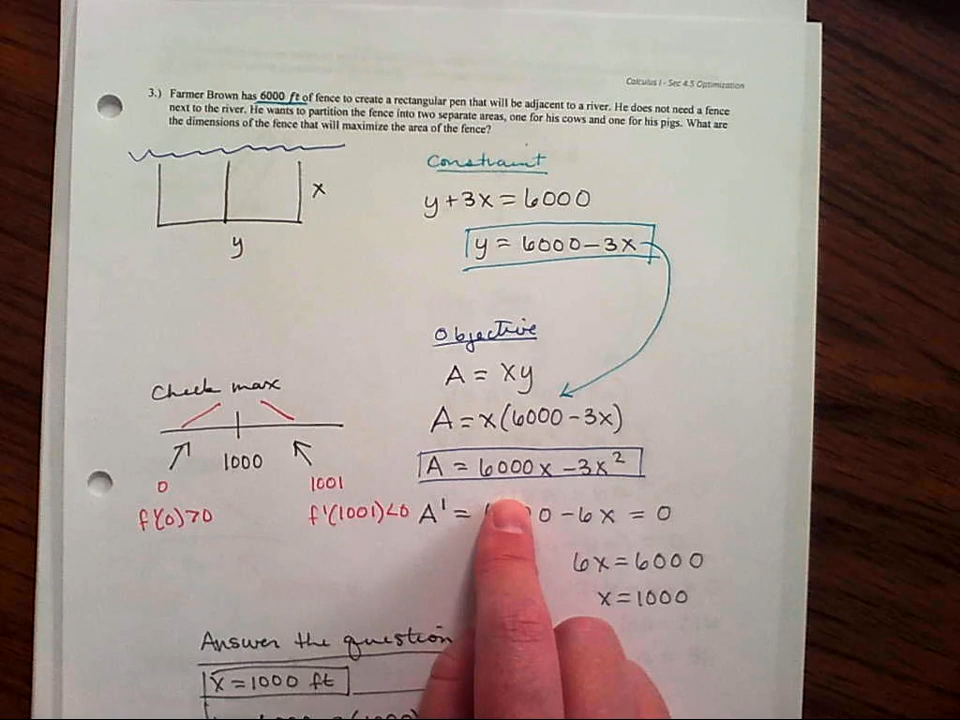 Calculus I - Sec 4.5 Optimization
3.) Farmer Brown has 6000 ft of fence to create a rectangular pen that will be adjacent to a river. He does not need a fence
next to the river. He wants to partition the fence into two separate areas, one for his cows and one for his pigs. What are
the dimensions of the fence that will maximize the area of the fence?
x
y
Constraint
y + 3x = 6000
y = 6000 - 3x
Objective
A = xy
A = x(6000 - 3x)
A = 6000x - 3x²
A' = 0 - 6x = 0
6x = 6000
x = 1000
Check max
1000
0
1001
f'(0)>0
f'(1001)<0
Answer the question
x = 1000 ft